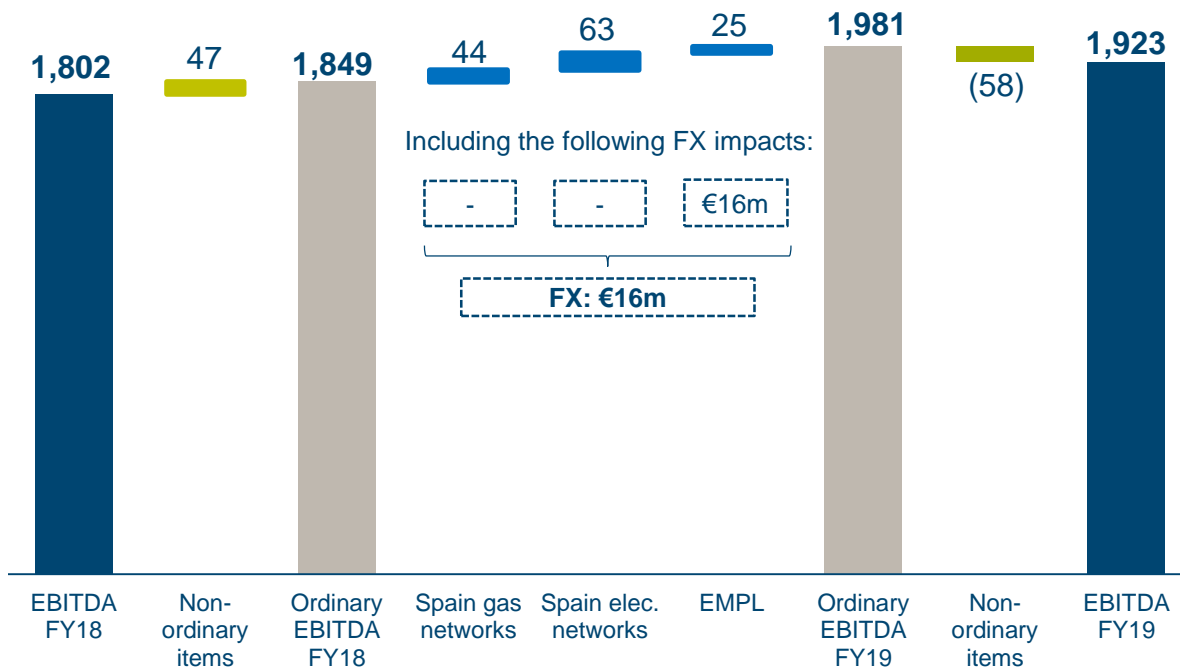 1,802
47
1,849
44
63
25
1,981
(58)
1,923
Including the following FX impacts:
-
-
€16m
FX: €16m
EBITDA
FY18
Non-
ordinary
items
Ordinary
EBITDA
FY18
Spain gas
networks
Spain elec.
networks
EMPL
Ordinary
EBITDA
FY19
Non-
ordinary
items
EBITDA
FY19